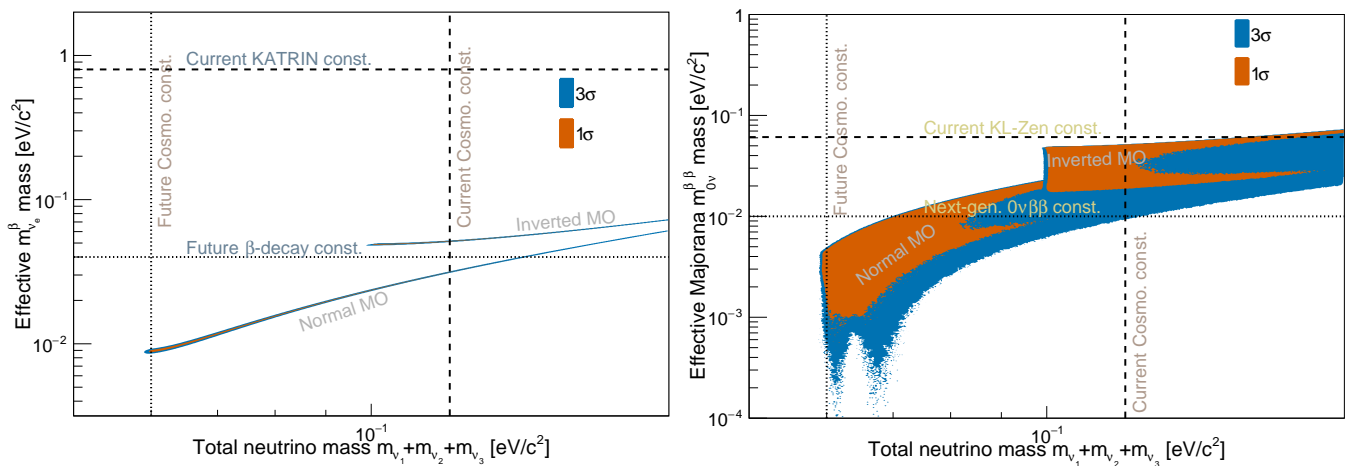 Effective m^β_νe mass [eV/c²]
1
10⁻¹
10⁻²
10⁻¹
Total neutrino mass m_ν₁+m_ν₂+m_ν₃ [eV/c²]
Current KATRIN const.
Future Cosmo. const.
Current Cosmo. const.
3σ
1σ
Inverted MO
Future β-decay const.
Normal MO
Effective Majorana m^ββ_0ν mass [eV/c²]
1
10⁻¹
10⁻²
10⁻³
10⁻⁴
10⁻¹
Total neutrino mass m_ν₁+m_ν₂+m_ν₃ [eV/c²]
3σ
1σ
Future Cosmo. const.
Current KL-Zen const.
Inverted MO
Next-gen. 0νββ const.
Normal MO
Current Cosmo. const.